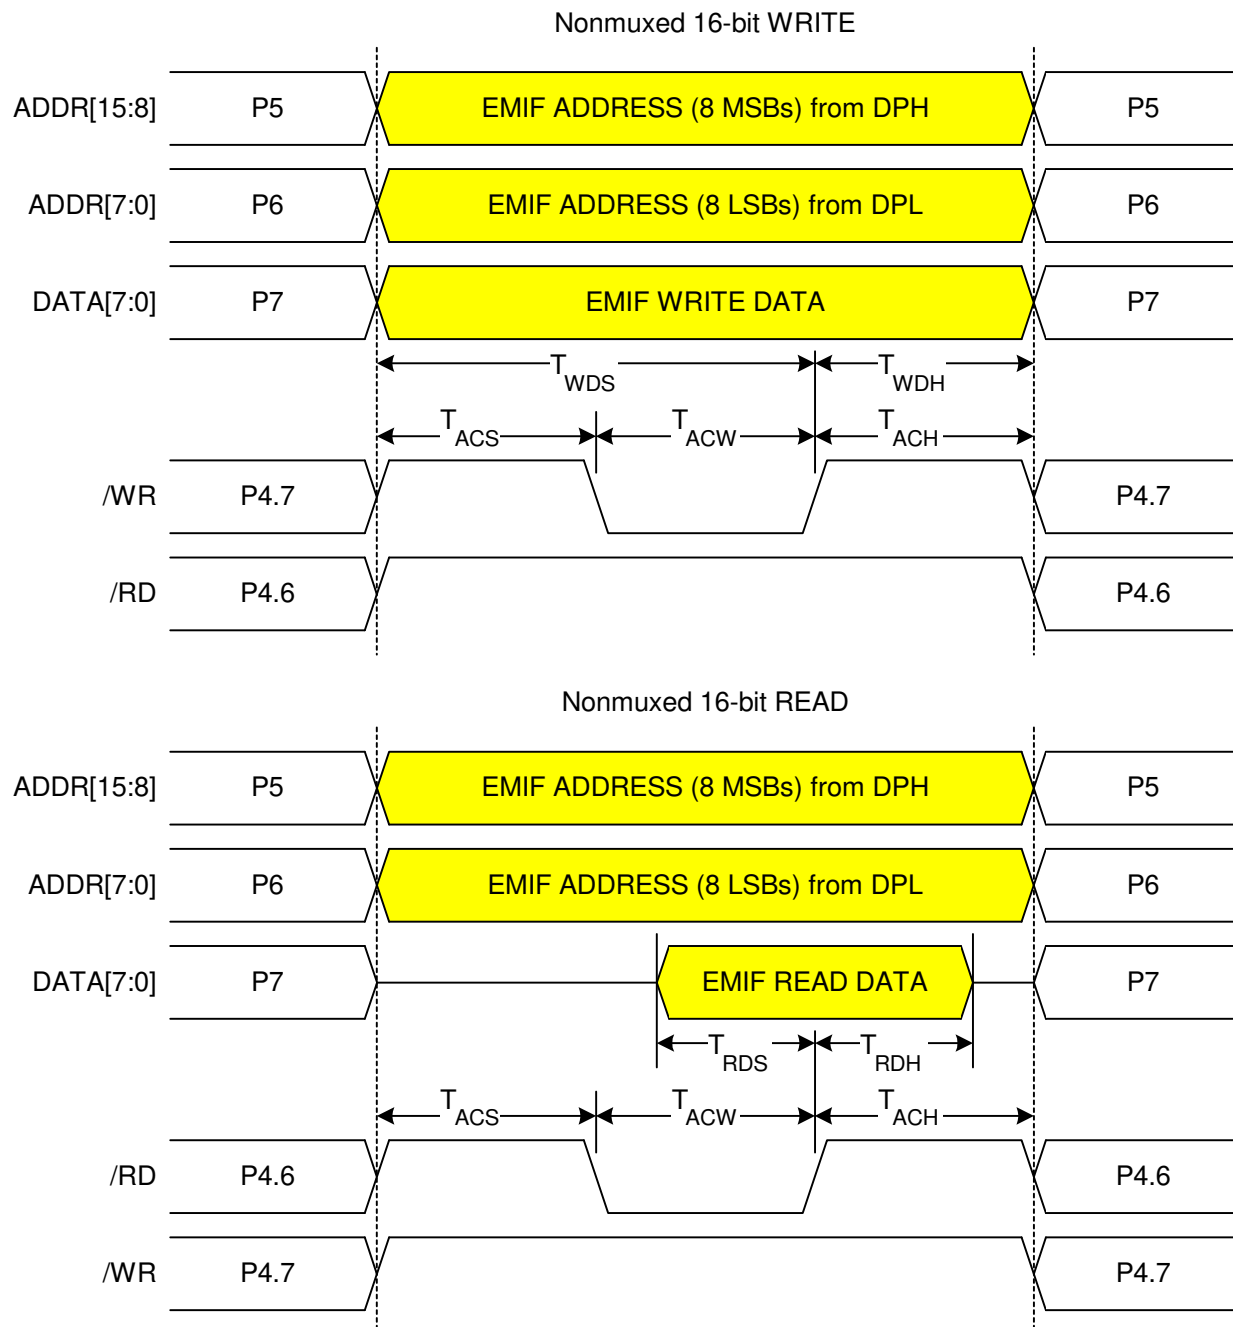 Nonmuxed 16-bit WRITE
ADDR[15:8] P5 EMIF ADDRESS (8 MSBs) from DPH P5
ADDR[7:0] P6 EMIF ADDRESS (8 LSBs) from DPL P6
DATA[7:0] P7 EMIF WRITE DATA P7
TWDS TWDH
TACS TACW TACH
/WR P4.7 P4.7
/RD P4.6 P4.6
Nonmuxed 16-bit READ
ADDR[15:8] P5 EMIF ADDRESS (8 MSBs) from DPH P5
ADDR[7:0] P6 EMIF ADDRESS (8 LSBs) from DPL P6
DATA[7:0] P7 EMIF READ DATA P7
TRDS TRDH
TACS TACW TACH
/RD P4.6 P4.6
/WR P4.7 P4.7